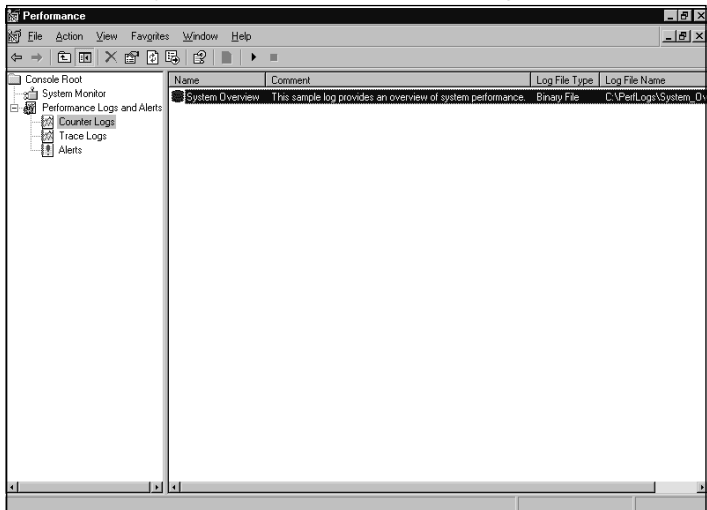 Performance
File Action View Favorites Window Help
Console Root
System Monitor
Performance Logs and Alerts
Counter Logs
Trace Logs
Alerts
Name Comment Log File Type Log File Name
System Overview This sample log provides an overview of system performance. Binary File C:\PerfLogs\System_Ov